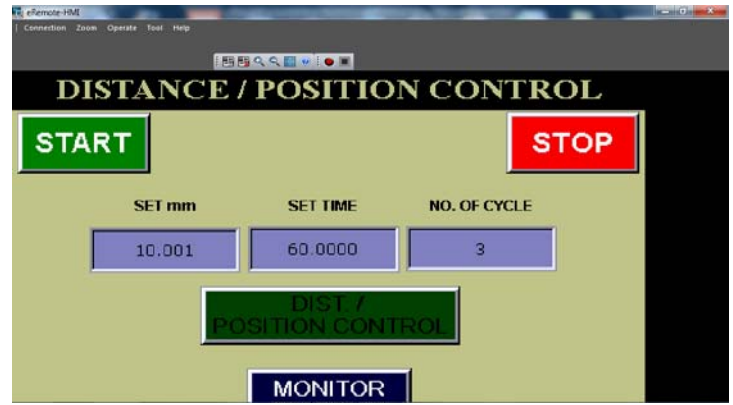 eRemote-HMI
Connection Zoom Operate Tool Help
DISTANCE / POSITION CONTROL
START
STOP
SET mm
SET TIME
NO. OF CYCLE
10.001
60.0000
3
DIST. /
POSITION CONTROL
MONITOR